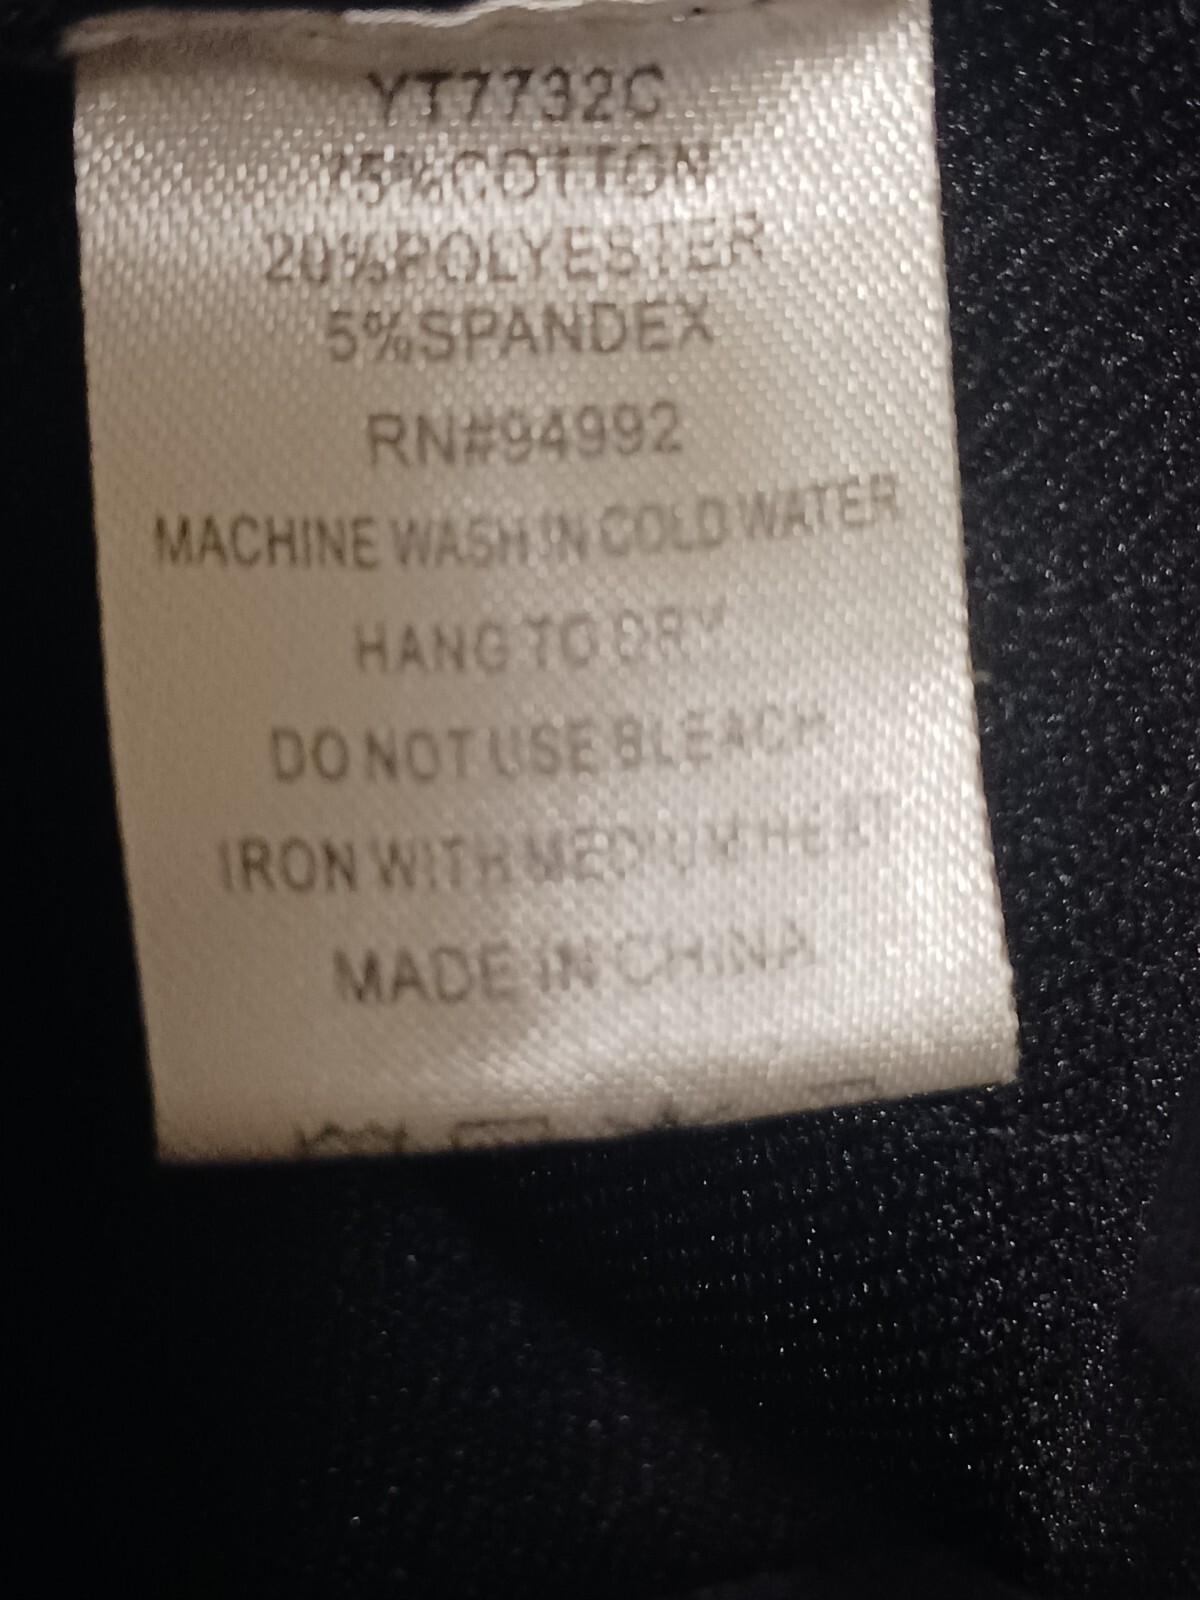 YT7732C
75%COTTON
20%POLYESTER
5%SPANDEX
RN#94992
MACHINE WASH IN COLD WATER
HANG TO DRY
DO NOT USE BLEACH
IRON WITH MEDIUM HEAT
MADE IN CHINA